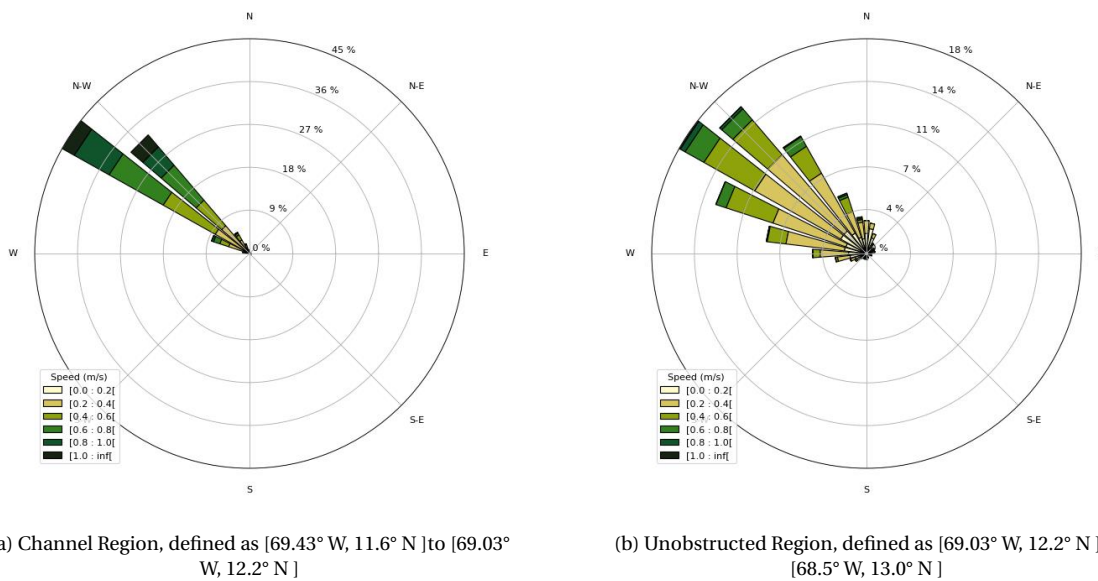 N
N-E
E
S-E
S
W
N-W
45 %
36 %
27 %
18 %
9 %
0 %
Speed (m/s)
[0.0 : 0.2[
[0.2 : 0.4[
[0.4 : 0.6[
[0.6 : 0.8[
[0.8 : 1.0[
[1.0 : inf[
N
N-E
S-E
S
W
N-W
18 %
14 %
11 %
7 %
4 %
%
Speed (m/s)
[0.0 : 0.2[
[0.2 : 0.4[
[0.4 : 0.6[
[0.6 : 0.8[
[0.8 : 1.0[
[1.0 : inf[
a) Channel Region, defined as [69.43° W, 11.6° N ]to [69.03°
W, 12.2° N ]
(b) Unobstructed Region, defined as [69.03° W, 12.2° N ]
[68.5° W, 13.0° N ]